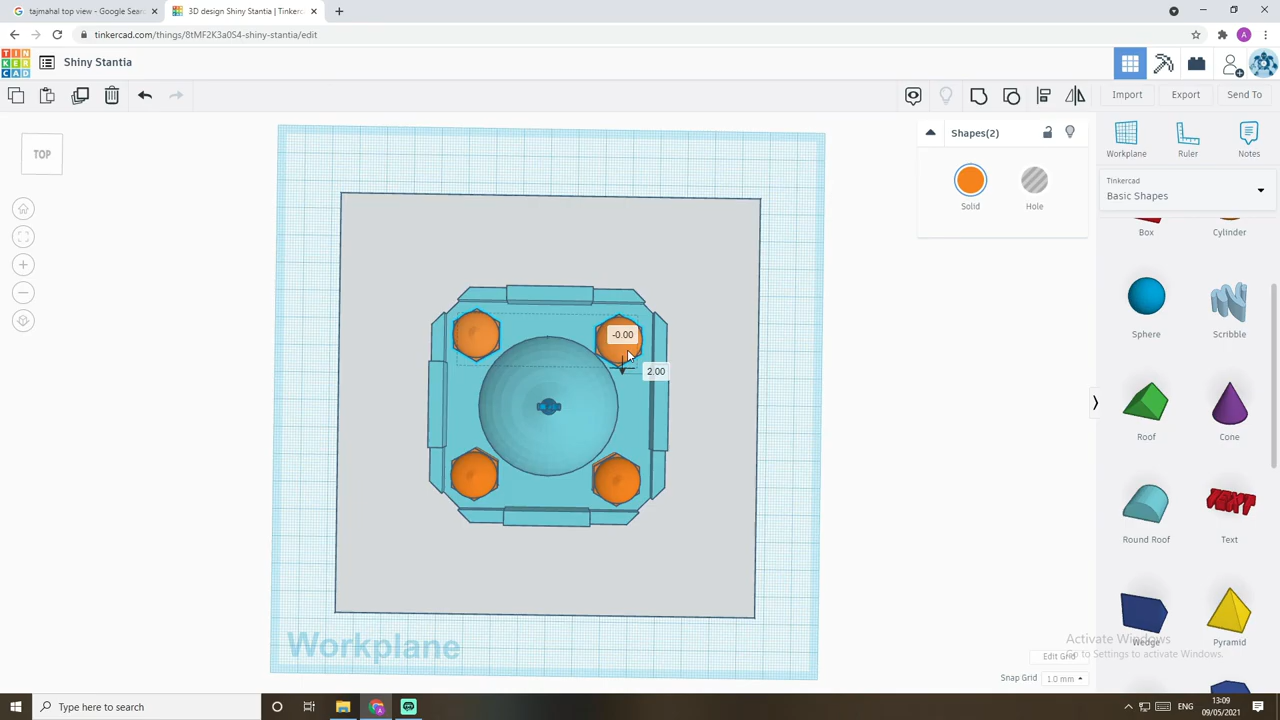 tajmahal top view - Google Sear
3D design Shiny Stantia | Tinkerc
tinkercad.com/things/8tMF2K3a0S4-shiny-stantia/edit
A
TIN
KER
CAD
Shiny Stantia
Import
Export
Send To
TOP
Shapes(2)
Solid
Hole
Workplane
Ruler
Notes
Tinkercad
Basic Shapes
Box
Cylinder
Sphere
Scribble
Roof
Cone
Round Roof
TEXT
Text
Wedge
Pyramid
-0.00
2.00
Workplane
Activate Windows
Go to Settings to activate Windows.
Edit Grid
Snap Grid
1.0 mm
Type here to search
ENG
13:09
09/05/2021